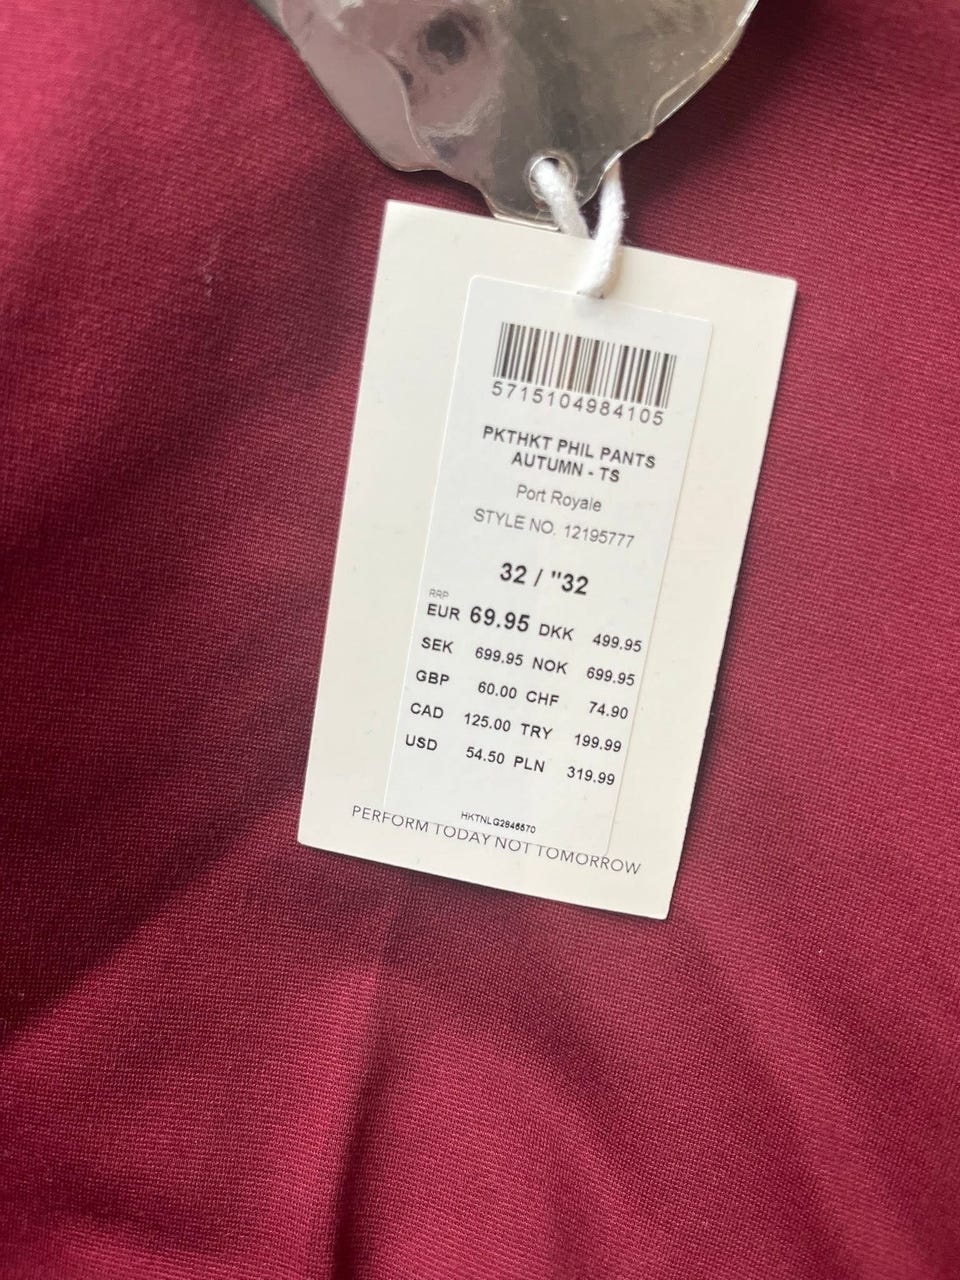 5715104984105
PKTHKT PHIL PANTS
AUTUMN - TS
Port Royale
STYLE NO. 12195777
32 / "32
RRP
EUR 69.95 DKK 499.95
SEK 699.95 NOK 699.95
GBP 60.00 CHF 74.90
CAD 125.00 TRY 199.99
USD 54.50 PLN 319.99
HKTNLG2846570
PERFORM TODAY NOT TOMORROW